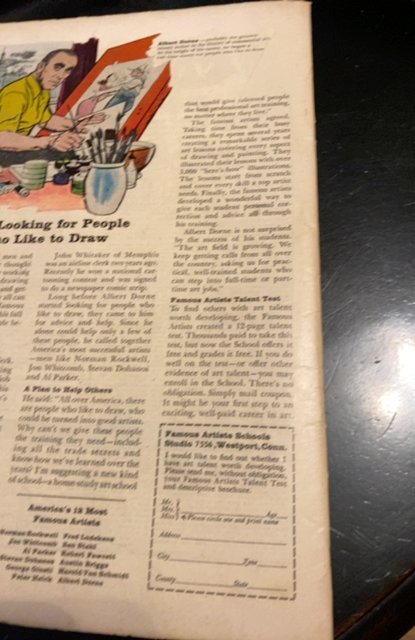 Albert Dorne
Looking for People
o Like to Draw
men and
thought
working
drawing
and get
all can
famous
his full
John Whitaker of Memphis
was an airline clerk two years ago.
Recently he won a national car-
tooning contest and was signed
to do a newspaper comic strip.
Long before Albert Dorne
started looking for people who
like to draw, they came to him
for advice and help. Since he
alone could help only a few of
these people, he called together
America's most successful artists
—men like Norman Rockwell,
Jon Whitcomb, Stevan Dohanos
and Al Parker.
A Plan to Help Others
He said: "All over America, there
are people who like to draw, who
could be turned into good artists.
Why can't we give these people
the training they need—includ-
ing all the trade secrets and
know how we've learned over the
years? I'm suggesting a new kind
of school—a home study art school
America's 12 Most
Famous Artists
Norman Rockwell Fred Ludekens
Jon Whitcomb Ben Stahl
Al Parker Robert Fawcett
Stevan Dohanos Austin Briggs
George Giusti Harold Von Schmidt
Peter Helck Albert Dorne
that would give talented people
the best professional art training,
no matter where they live."
The famous artists agreed.
Taking time from their busy
careers, they spent several years
creating a remarkable series of
art lessons covering every aspect
of drawing and painting. They
illustrated their lessons with over
5,000 "here's-how" illustrations.
The lessons start from scratch
and cover every skill a top artist
needs. Finally, the famous artists
developed a wonderful way to
give each student personal cor-
rection and advice all through
his training.
Albert Dorne is not surprised
by the success of his students.
"The art field is growing. We
keep getting calls from all over
the country, asking us for prac-
tical, well-trained students who
can step into full-time or part-
time art jobs."
Famous Artists Talent Test
To find others with art talent
worth developing, the Famous
Artists created a 12-page talent
test. Thousands paid to take this
test, but now the School offers it
free and grades it free. If you do
well on the test—or offer other
evidence of art talent—you may
enroll in the School. There's no
obligation. Simply mail coupon.
It might be your first step to an
exciting, well-paid career in art.
Famous Artists Schools
Studio 7516, Westport, Conn.
I would like to find out whether I
have art talent worth developing.
Please send me, without obligation,
your Famous Artists Talent Test
and descriptive brochure.
Mr.
Mrs. Age
Miss Please circle one and print name
Address
City Zone
County State